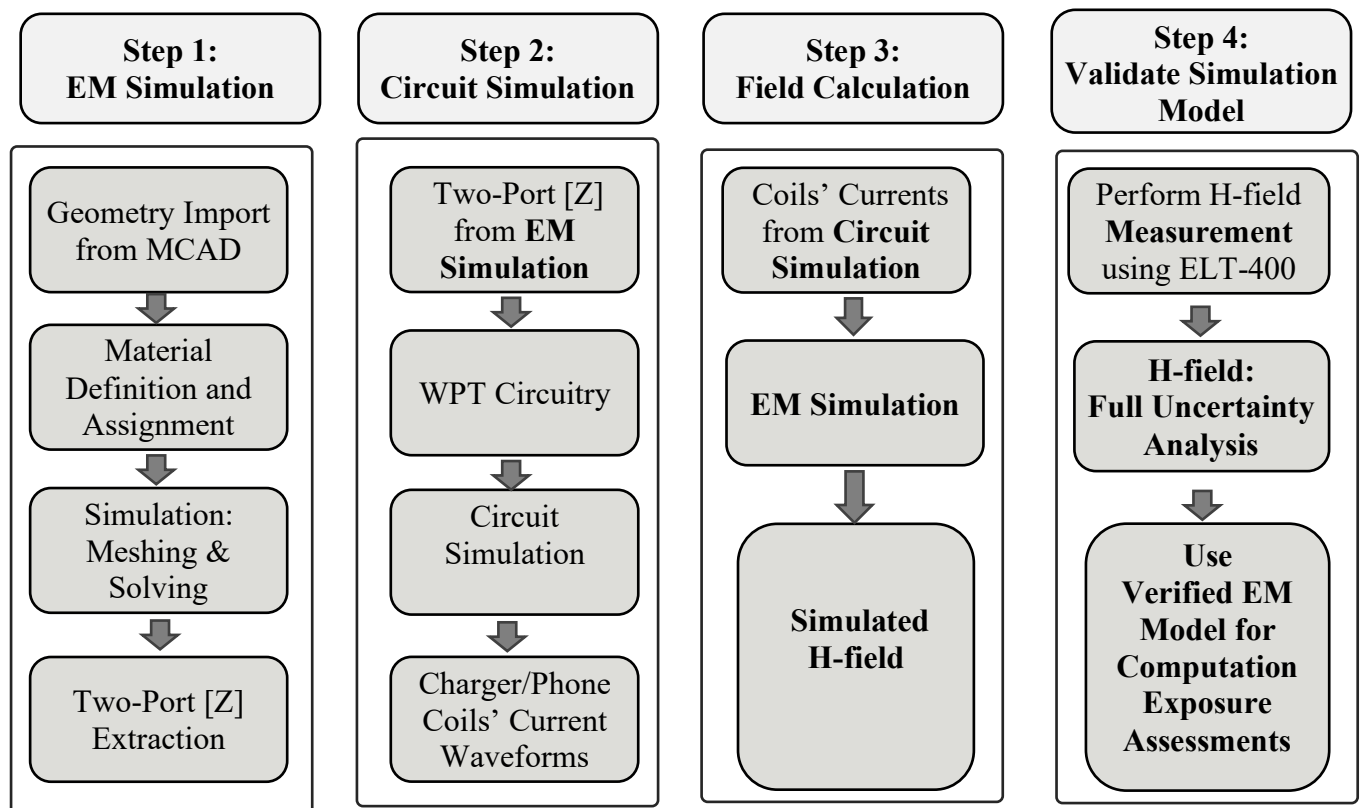 Step 1:
EM Simulation
Geometry Import
from MCAD
Material
Definition and
Assignment
Simulation:
Meshing &
Solving
Two-Port [Z]
Extraction
Step 2:
Circuit Simulation
Two-Port [Z]
from EM
Simulation
WPT Circuitry
Circuit
Simulation
Charger/Phone
Coils’ Current
Waveforms
Step 3:
Field Calculation
Coils’ Currents
from Circuit
Simulation
EM Simulation
Simulated
H-field
Step 4:
Validate Simulation
Model
Perform H-field
Measurement
using ELT-400
H-field:
Full Uncertainty
Analysis
Use
Verified EM
Model for
Computation
Exposure
Assessments